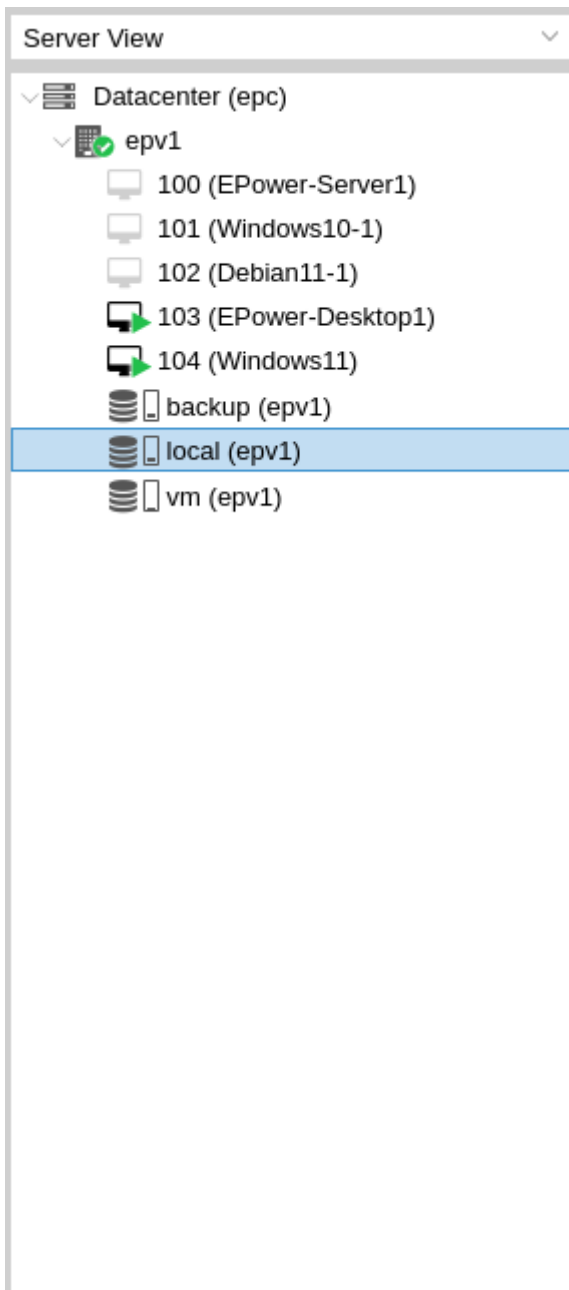 Server View
Datacenter (epc)
epv1
100 (EPower-Server1)
101 (Windows10-1)
102 (Debian11-1)
103 (EPower-Desktop1)
104 (Windows11)
backup (epv1)
local (epv1)
vm (epv1)